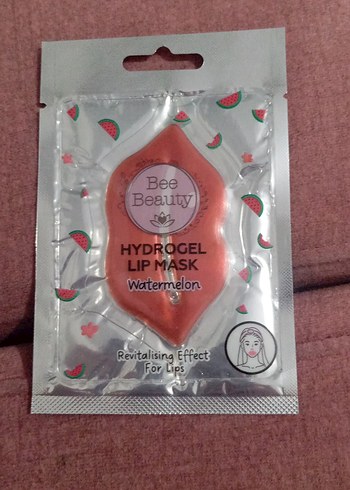 Bee
Beauty
HYDROGEL
LIP MASK
Watermelon
Revitalising Effect
For Lips